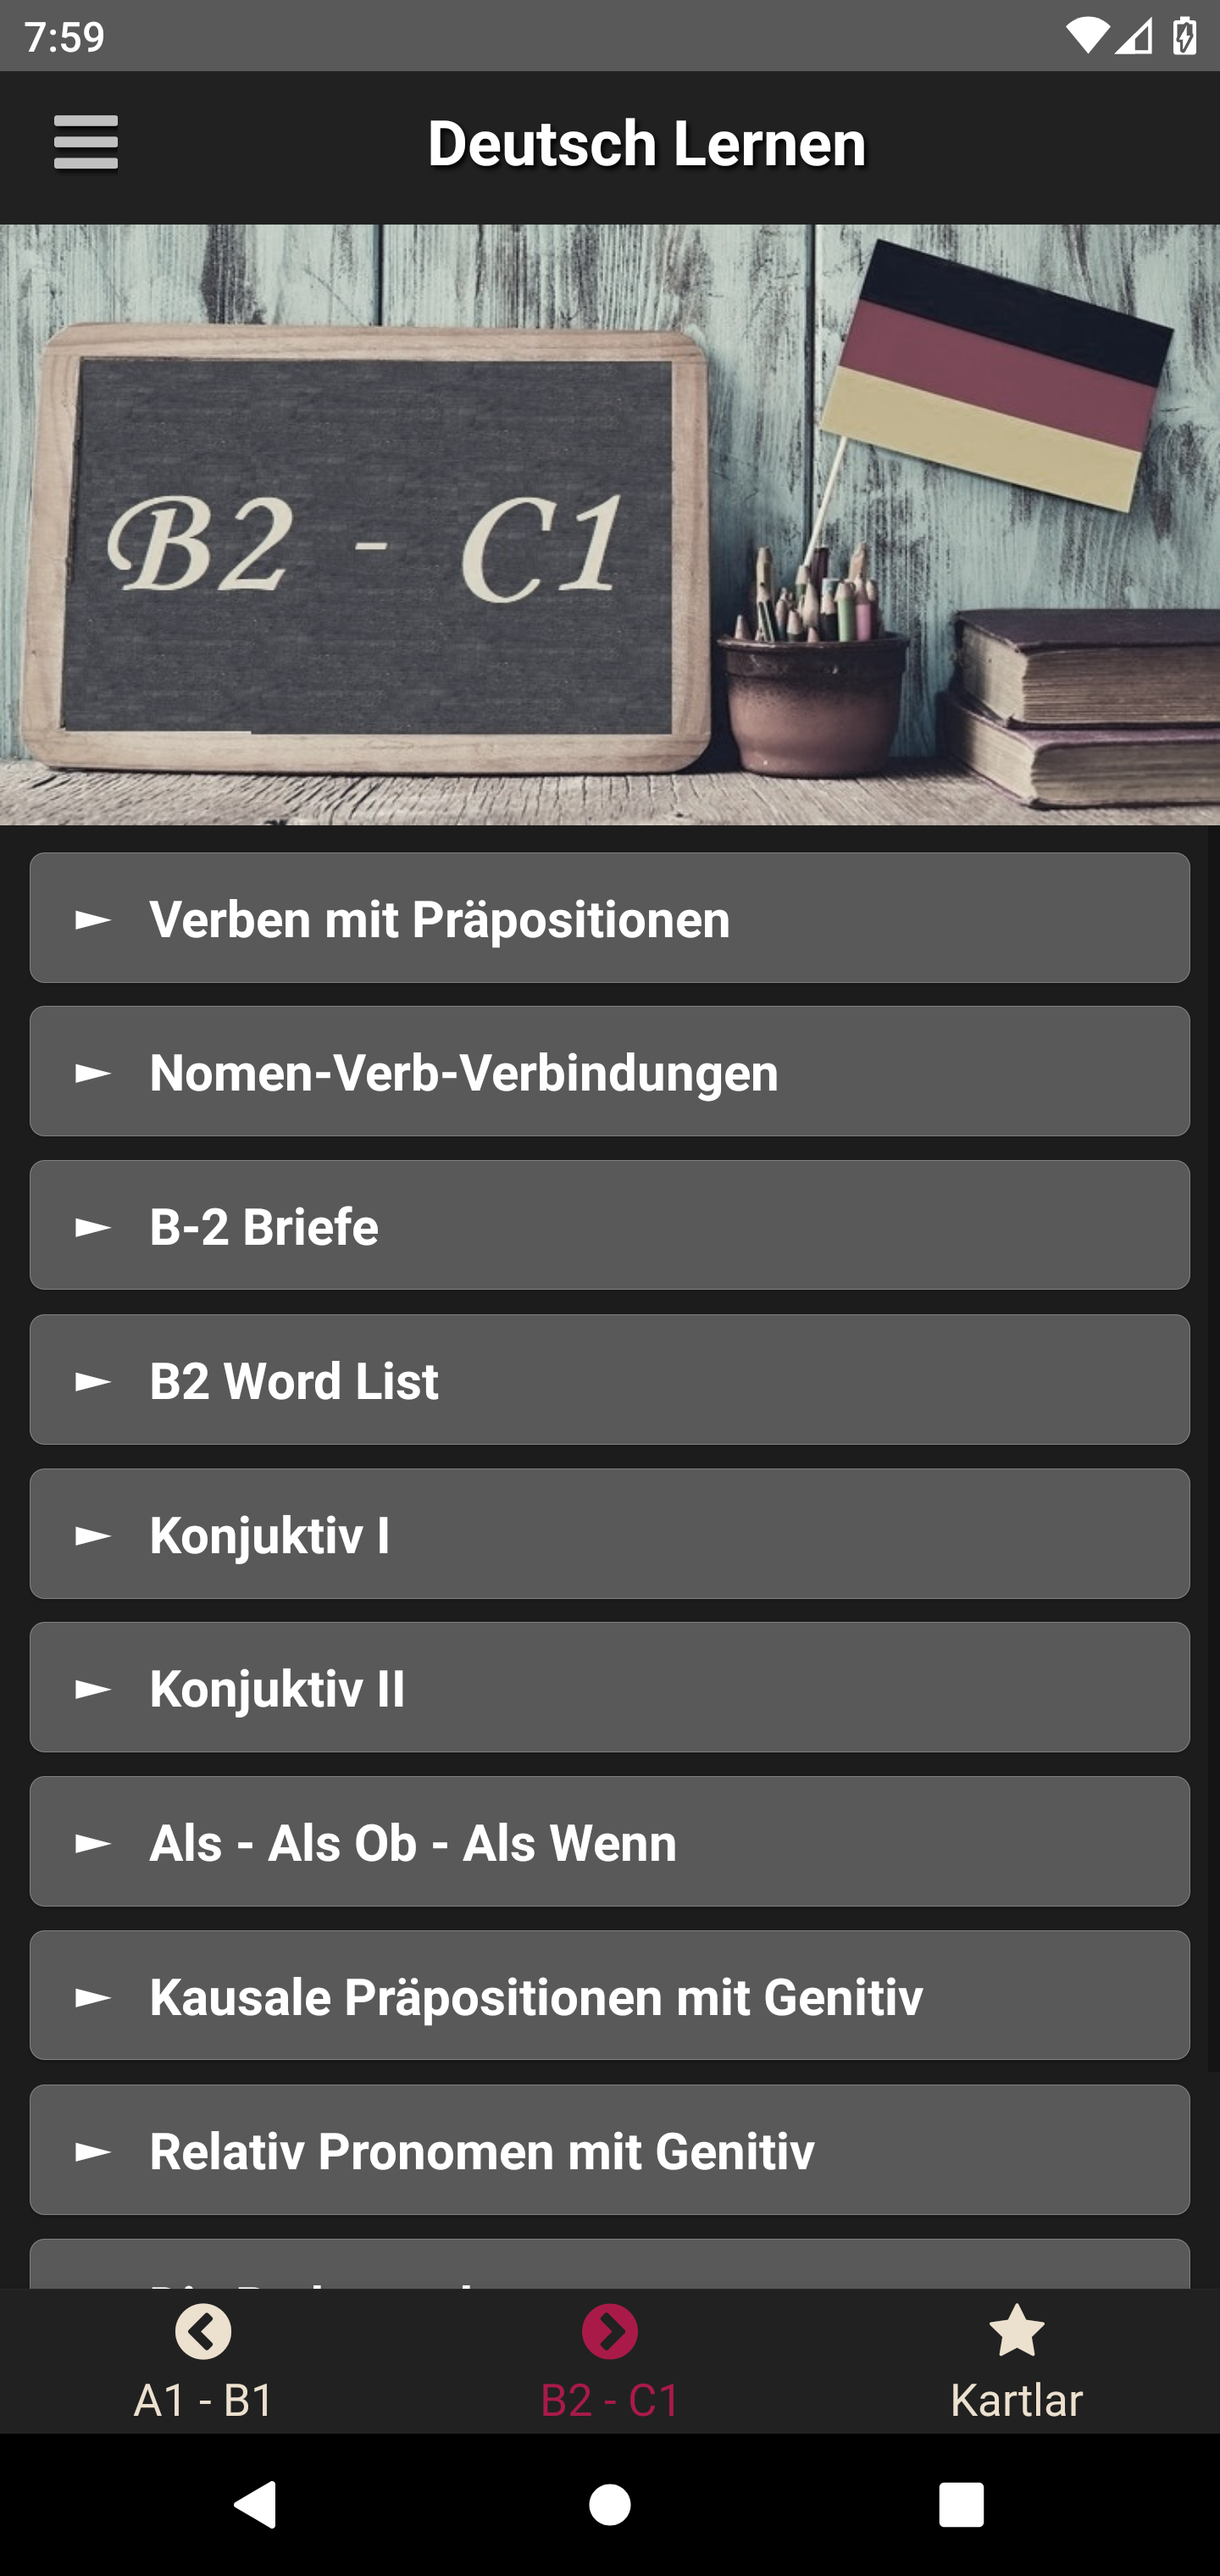 7:59
Deutsch Lernen
B2 - C1
Verben mit Präpositionen
Nomen-Verb-Verbindungen
B-2 Briefe
B2 Word List
Konjuktiv I
Konjuktiv II
Als - Als Ob - Als Wenn
Kausale Präpositionen mit Genitiv
Relativ Pronomen mit Genitiv
A1 - B1
B2 - C1
Kartlar